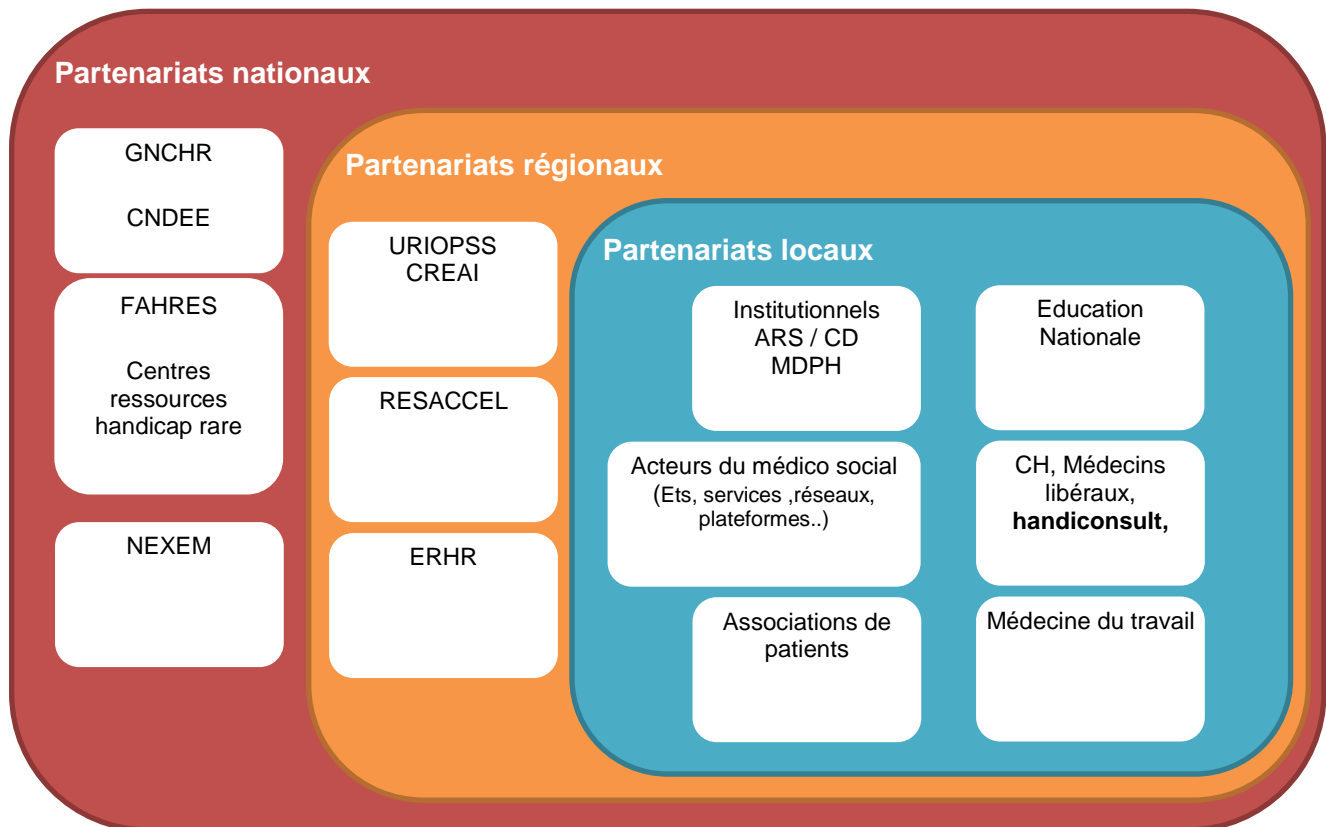 Partenariats nationaux
GNCHR
CNDEE
FAHRES
Centres
ressources
handicap rare
NEXEM
Partenariats régionaux
URIOPSS
CREAI
RESACCEL
ERHR
Partenariats locaux
Institutionnels
ARS / CD
MDPH
Education
Nationale
Acteurs du médico social
(Ets, services ,réseaux,
plateformes..)
CH, Médecins
libéraux,
handiconsult,
Associations de
patients
Médecine du travail